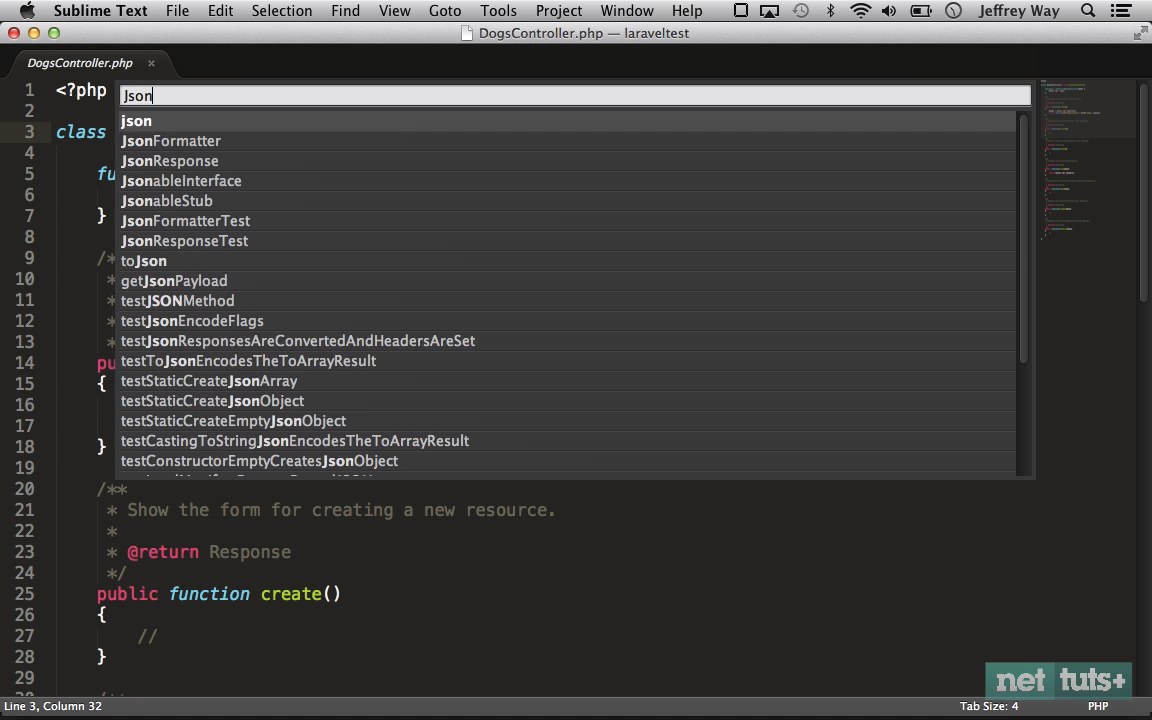 Sublime Text File Edit Selection Find View Goto Tools Project Window Help Jeffrey Way
DogsController.php — laraveltest
DogsController.php ×
1 <?php
Json
2
json
3 class
JsonFormatter
4
JsonResponse
5 fu
JsonableInterface
6
JsonableStub
7 }
JsonFormatterTest
8
JsonResponseTest
9 /*
toJson
10 *
getJsonPayload
11 *
testJSONMethod
12 *
testJsonEncodeFlags
13 *
testJsonResponsesAreConvertedAndHeadersAreSet
14 pu
testToJsonEncodesTheToArrayResult
15 {
testStaticCreateJsonArray
16
testStaticCreateJsonObject
17
testStaticCreateEmptyJsonObject
18 }
testCastingToStringJsonEncodesTheToArrayResult
19
testConstructorEmptyCreatesJsonObject
20 /**
21 * Show the form for creating a new resource.
22 *
23 * @return Response
24 */
25 public function create()
26 {
27 //
28 }
29
net tuts+
Line 3, Column 32 Tab Size: 4 PHP